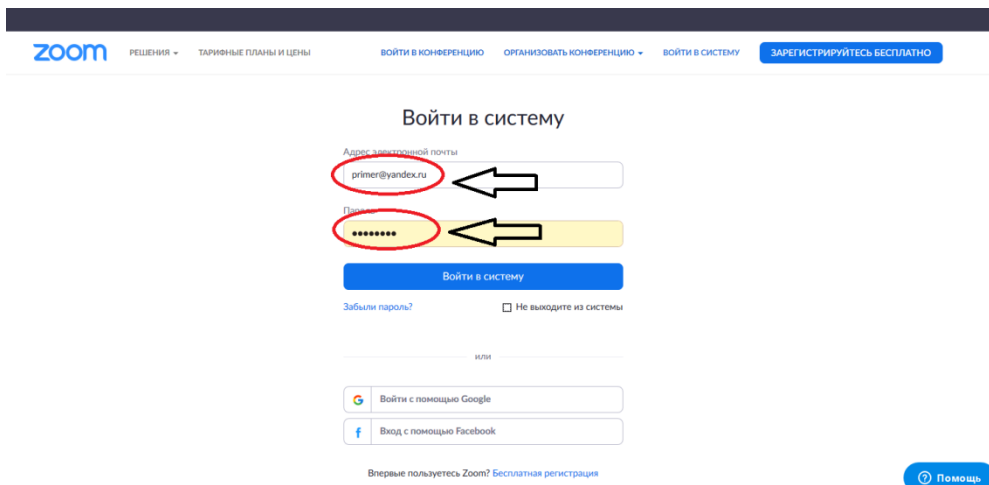 zoom РЕШЕНИЯ ТАРИФНЫЕ ПЛАНЫ И ЦЕНЫ ВОЙТИ В КОНФЕРЕНЦИЮ ОРГАНИЗОВАТЬ КОНФЕРЕНЦИЮ ВОЙТИ В СИСТЕМУ ЗАРЕГИСТРИРУЙТЕСЬ БЕСПЛАТНО
Войти в систему
Адрес электронной почты
primer@yandex.ru
Пароль
••••••••
Войти в систему
Забыли пароль? Не выходите из системы
или
Войти с помощью Google
Вход с помощью Facebook
Впервые пользуетесь Zoom? Бесплатная регистрация
Помощь